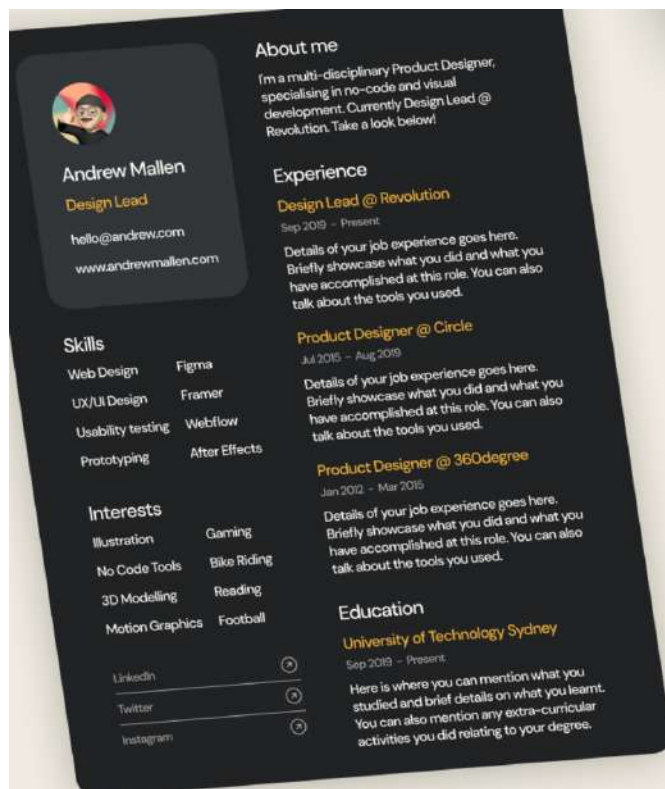 Andrew Mallen
Design Lead
hello@andrew.com
www.andrewmallen.com
Skills
Web Design
Figma
UX/UI Design
Framer
Usability testing
Webflow
Prototyping
After Effects
Interests
Illustration
Gaming
No Code Tools
Bike Riding
3D Modelling
Reading
Motion Graphics
Football
LinkedIn
Twitter
Instagram
About me
I'm a multi-disciplinary Product Designer,
specialising in no-code and visual
development. Currently Design Lead @
Revolution. Take a look below!
Experience
Design Lead @ Revolution
Sep 2019 - Present
Details of your job experience goes here.
Briefly showcase what you did and what you
have accomplished at this role. You can also
talk about the tools you used.
Product Designer @ Circle
Jul 2015 - Aug 2019
Details of your job experience goes here.
Briefly showcase what you did and what you
have accomplished at this role. You can also
talk about the tools you used.
Product Designer @ 360degree
Jan 2012 - Mar 2015
Details of your job experience goes here.
Briefly showcase what you did and what you
have accomplished at this role. You can also
talk about the tools you used.
Education
University of Technology Sydney
Sep 2019 - Present
Here is where you can mention what you
studied and brief details on what you learnt.
You can also mention any extra-curricular
activities you did relating to your degree.